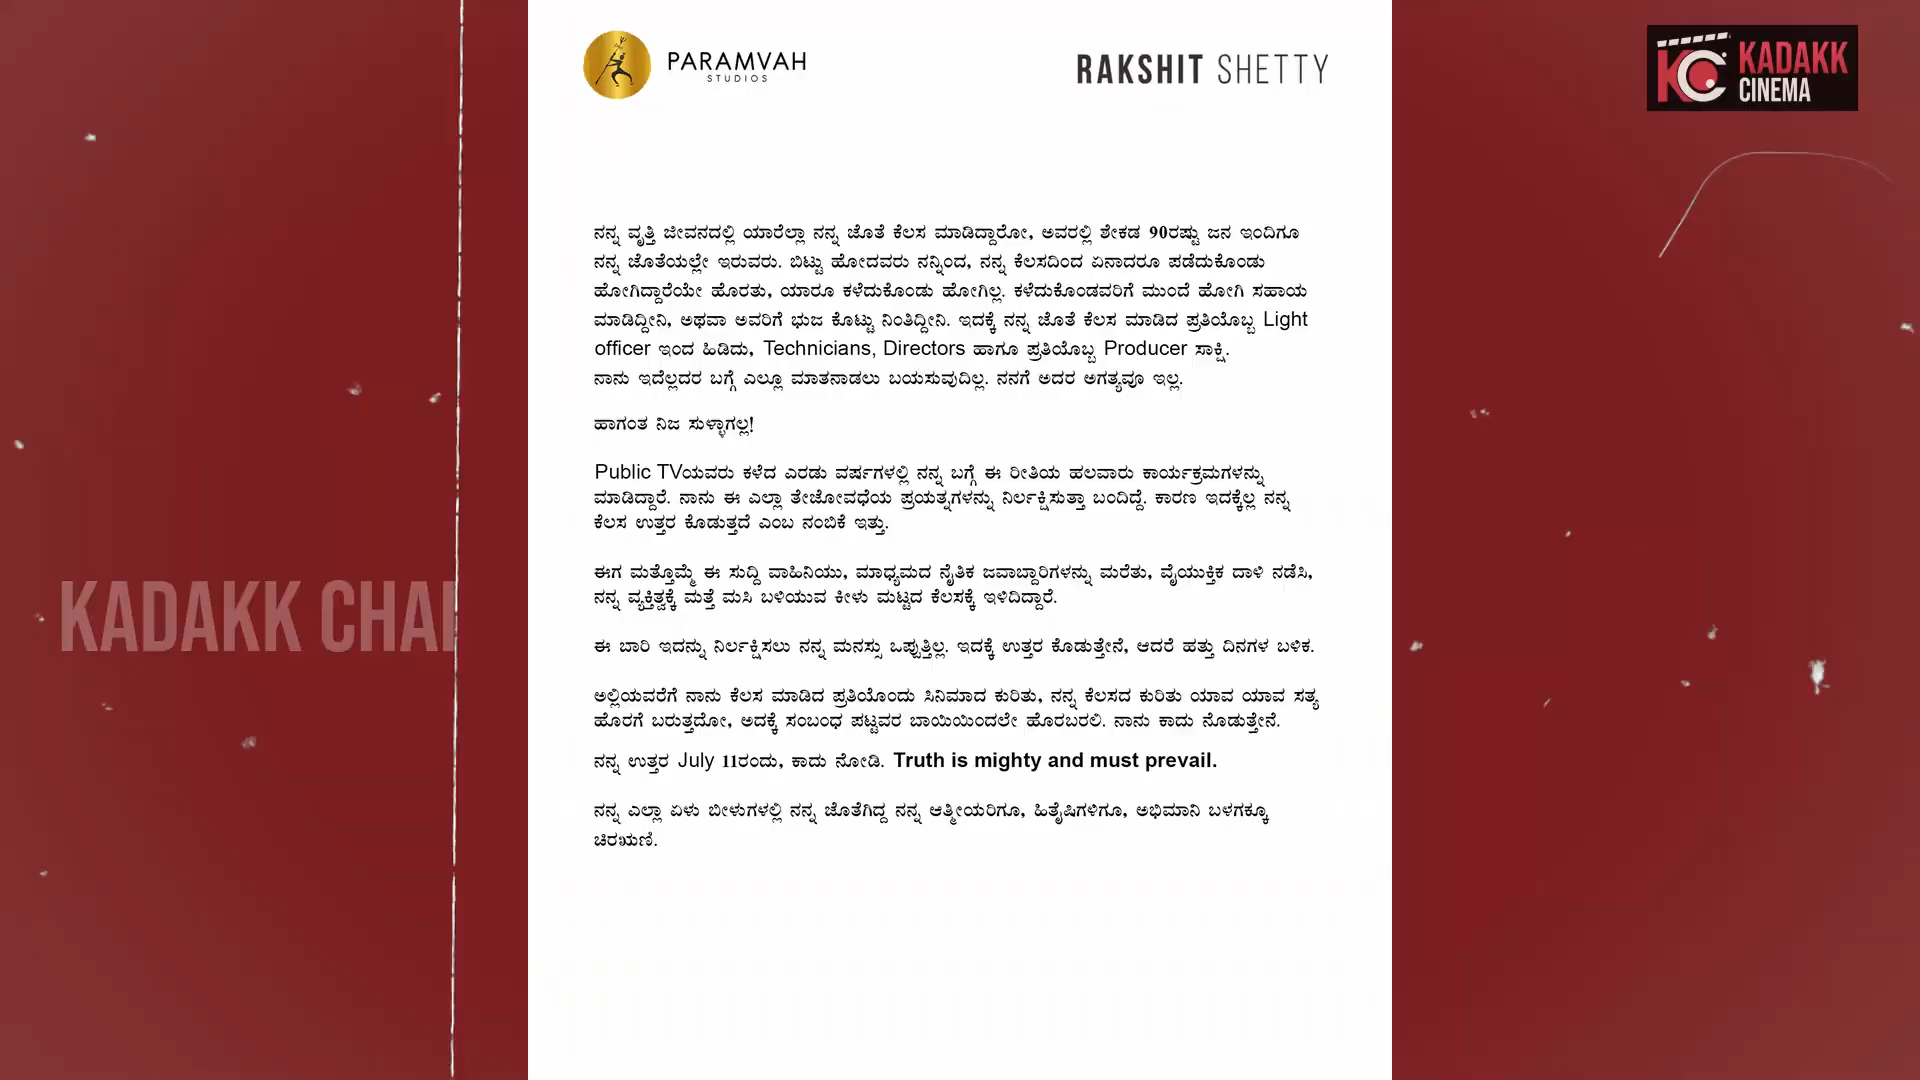 PARAMVAH
STUDIOS
RAKSHIT SHETTY
KADAKK
CINEMA
ನನ್ನ ವೃತ್ತಿ ಜೀವನದಲ್ಲಿ ಯಾರೆಲ್ಲಾ ನನ್ನ ಜೊತೆ ಕೆಲಸ ಮಾಡಿದ್ದಾರೋ, ಅವರಲ್ಲಿ ಶೇಕಡ 90ರಷ್ಟು ಜನ ಇಂದಿಗೂ
ನನ್ನ ಜೊತೆಯಲ್ಲೇ ಇರುವರು. ಬಿಟ್ಟು ಹೋದವರು ನನ್ನಿಂದ, ನನ್ನ ಕೆಲಸದಿಂದ ಏನಾದರೂ ಪಡೆದುಕೊಂಡು
ಹೋಗಿದ್ದಾರೆಯೇ ಹೊರತು, ಯಾರೂ ಕಳೆದುಕೊಂಡು ಹೋಗಿಲ್ಲ. ಕಳೆದುಕೊಂಡವರಿಗೆ ಮುಂದೆ ಹೋಗಿ ಸಹಾಯ
ಮಾಡಿದ್ದೀನಿ, ಅಥವಾ ಅವರಿಗೆ ಭುಜ ಕೊಟ್ಟು ನಿಂತಿದ್ದೀನಿ. ಇದಕ್ಕೆ ನನ್ನ ಜೊತೆ ಕೆಲಸ ಮಾಡಿದ ಪ್ರತಿಯೊಬ್ಬ Light
officer ಇಂದ ಹಿಡಿದು, Technicians, Directors ಹಾಗೂ ಪ್ರತಿಯೊಬ್ಬ Producer ಸಾಕ್ಷಿ.
ನಾನು ಇದೆಲ್ಲದರ ಬಗ್ಗೆ ಎಲ್ಲೂ ಮಾತನಾಡಲು ಬಯಸುವುದಿಲ್ಲ. ನನಗೆ ಅದರ ಅಗತ್ಯವೂ ಇಲ್ಲ.
ಹಾಗಂತ ನಿಜ ಸುಳ್ಳಾಗಲ್ಲ!
Public TVಯವರು ಕಳೆದ ಎರಡು ವರ್ಷಗಳಲ್ಲಿ ನನ್ನ ಬಗ್ಗೆ ಈ ರೀತಿಯ ಹಲವಾರು ಕಾರ್ಯಕ್ರಮಗಳನ್ನು
ಮಾಡಿದ್ದಾರೆ. ನಾನು ಈ ಎಲ್ಲಾ ತೇಜೋವಧೆಯ ಪ್ರಯತ್ನಗಳನ್ನು ನಿರ್ಲಕ್ಷಿಸುತ್ತಾ ಬಂದಿದ್ದೆ. ಕಾರಣ ಇದಕ್ಕೆಲ್ಲ ನನ್ನ
ಕೆಲಸ ಉತ್ತರ ಕೊಡುತ್ತದೆ ಎಂಬ ನಂಬಿಕೆ ಇತ್ತು.
ಈಗ ಮತ್ತೊಮ್ಮೆ ಈ ಸುದ್ದಿ ವಾಹಿನಿಯು, ಮಾಧ್ಯಮದ ನೈತಿಕ ಜವಾಬ್ದಾರಿಗಳನ್ನು ಮರೆತು, ವೈಯುಕ್ತಿಕ ದಾಳಿ ನಡೆಸಿ,
ನನ್ನ ವ್ಯಕ್ತಿತ್ವಕ್ಕೆ ಮತ್ತೆ ಮಸಿ ಬಳಿಯುವ ಕೀಳು ಮಟ್ಟದ ಕೆಲಸಕ್ಕೆ ಇಳಿದಿದ್ದಾರೆ.
KADAKK CHAI
ಈ ಬಾರಿ ಇದನ್ನು ನಿರ್ಲಕ್ಷಿಸಲು ನನ್ನ ಮನಸ್ಸು ಒಪ್ಪುತ್ತಿಲ್ಲ. ಇದಕ್ಕೆ ಉತ್ತರ ಕೊಡುತ್ತೇನೆ, ಆದರೆ ಹತ್ತು ದಿನಗಳ ಬಳಿಕ.
ಅಲ್ಲಿಯವರೆಗೆ ನಾನು ಕೆಲಸ ಮಾಡಿದ ಪ್ರತಿಯೊಂದು ಸಿನಿಮಾದ ಕುರಿತು, ನನ್ನ ಕೆಲಸದ ಕುರಿತು ಯಾವ ಯಾವ ಸತ್ಯ
ಹೊರಗೆ ಬರುತ್ತದೋ, ಅದಕ್ಕೆ ಸಂಬಂಧ ಪಟ್ಟವರ ಬಾಯಿಯಿಂದಲೇ ಹೊರಬರಲಿ. ನಾನು ಕಾದು ನೊಡುತ್ತೇನೆ.
ನನ್ನ ಉತ್ತರ July 11ರಂದು, ಕಾದು ನೋಡಿ. Truth is mighty and must prevail.
ನನ್ನ ಎಲ್ಲಾ ಏಳು ಬೀಳುಗಳಲ್ಲಿ ನನ್ನ ಜೊತೆಗಿದ್ದ ನನ್ನ ಆತ್ಮೀಯರಿಗೂ, ಹಿತೈಷಿಗಳಿಗೂ, ಅಭಿಮಾನಿ ಬಳಗಕ್ಕೂ
ಚಿರಋಣಿ.